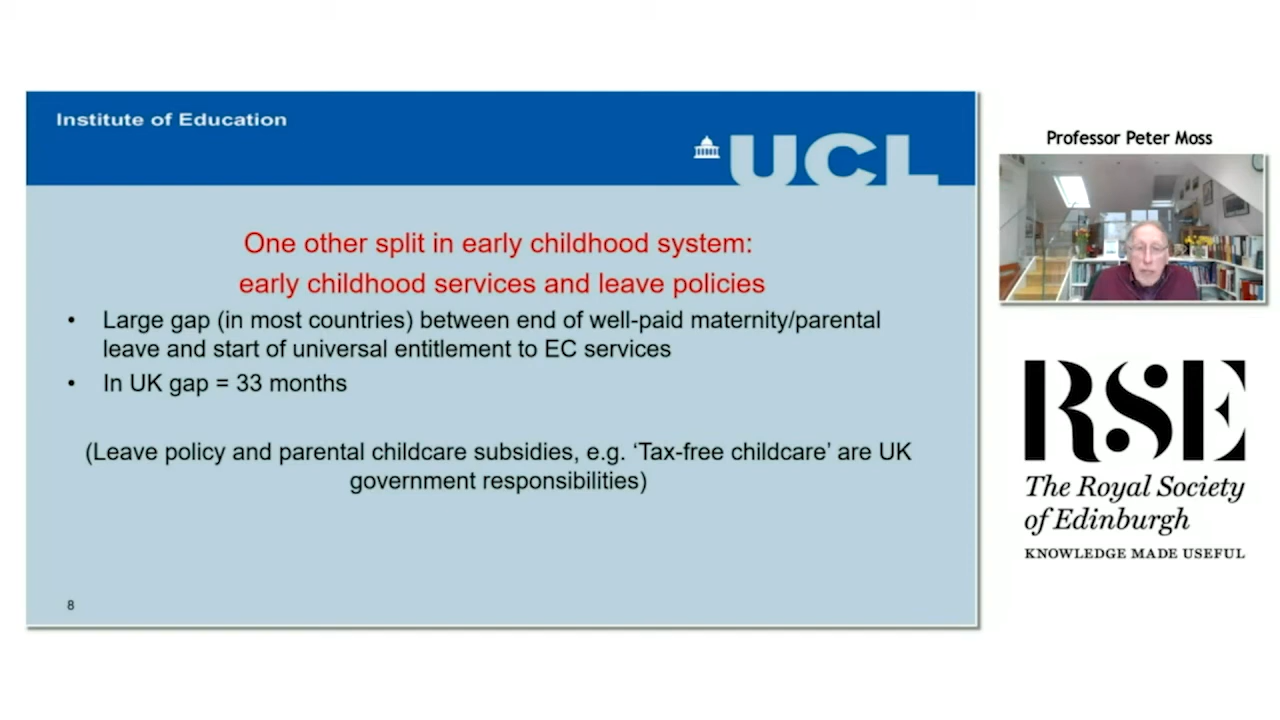 Institute of Education
UCL
One other split in early childhood system:
early childhood services and leave policies
• Large gap (in most countries) between end of well-paid maternity/parental
leave and start of universal entitlement to EC services
• In UK gap = 33 months
(Leave policy and parental childcare subsidies, e.g. ‘Tax-free childcare’ are UK
government responsibilities)
8
Professor Peter Moss
RSE
The Royal Society
of Edinburgh
KNOWLEDGE MADE USEFUL